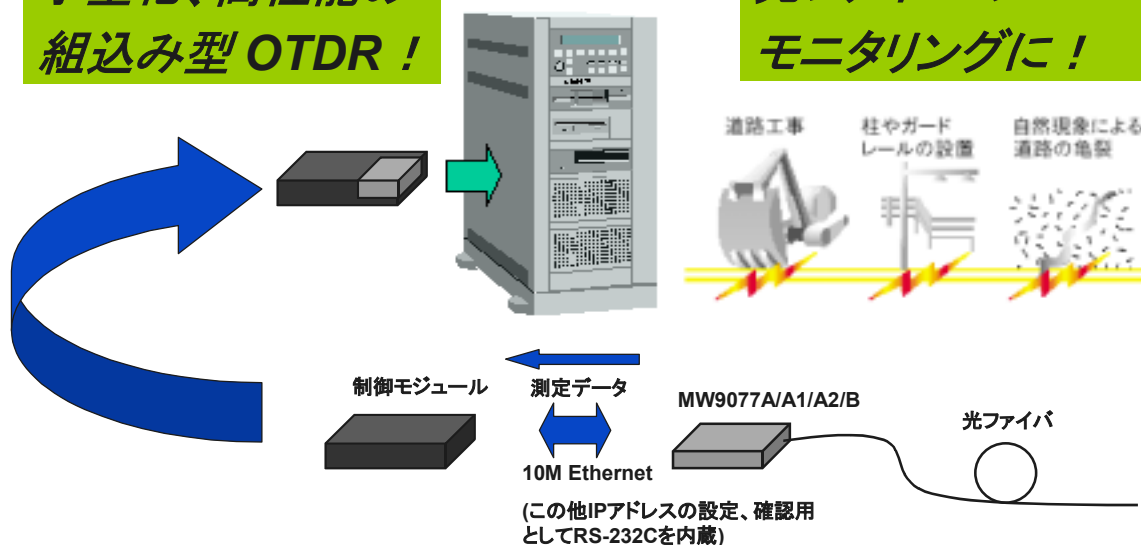 組込み型 OTDR！
モニタリングに！
道路工事
柱やガード
レールの設置
自然現象による
道路の亀裂
制御モジュール
測定データ
MW9077A/A1/A2/B
光ファイバ
10M Ethernet
(この他IPアドレスの設定、確認用
としてRS-232Cを内蔵)